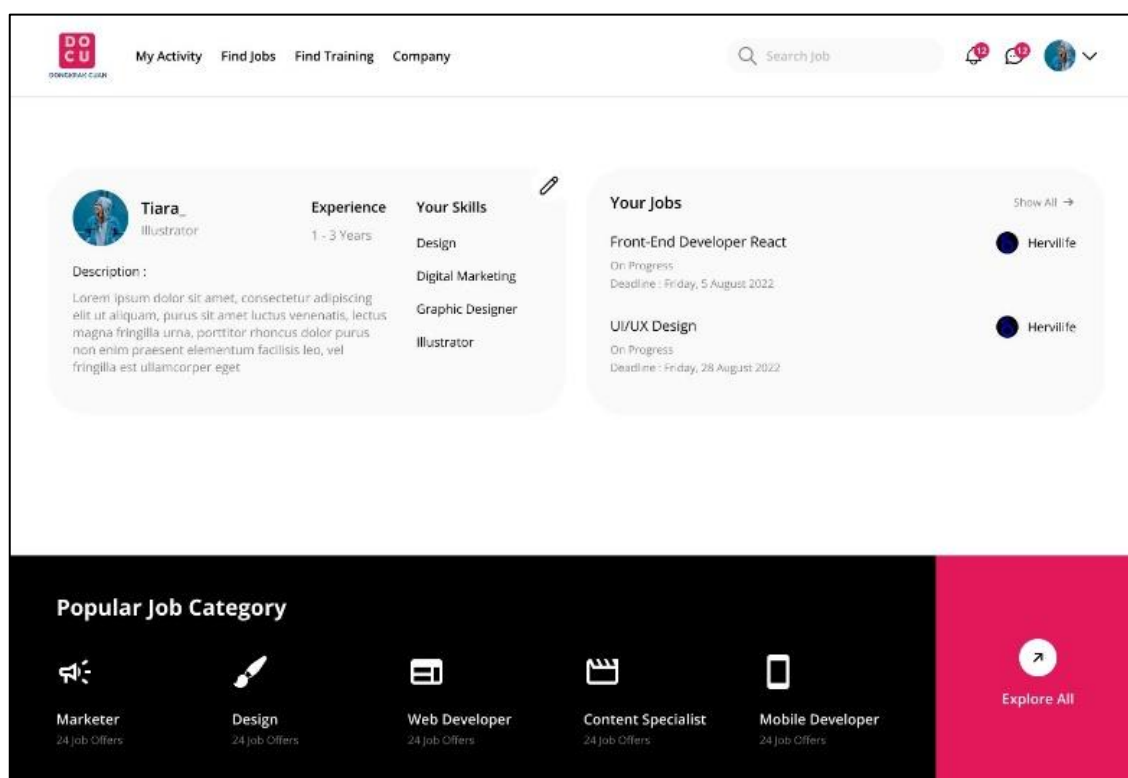 DO
CU
DONGKRAK CUAN
My Activity Find Jobs Find Training Company
Search Job
12
12
Tiara_
Illustrator
Experience
1 - 3 Years
Your Skills
Design
Digital Marketing
Graphic Designer
Illustrator
Description :
Lorem ipsum dolor sit amet, consectetur adipiscing
elit ut aliquam, purus sit amet luctus venenatis, lectus
magna fringilla urna, porttitor rhoncus dolor purus
non enim praesent elementum facilisis leo, vel
fringilla est ullamcorper eget
Your Jobs
Show All →
Front-End Developer React
Hervilife
On Progress
Deadline : Friday, 5 August 2022
UI/UX Design
Hervilife
On Progress
Deadline : Friday, 28 August 2022
Popular Job Category
Marketer
24 Job Offers
Design
24 Job Offers
Web Developer
24 Job Offers
Content Specialist
24 Job Offers
Mobile Developer
24 Job Offers
Explore All